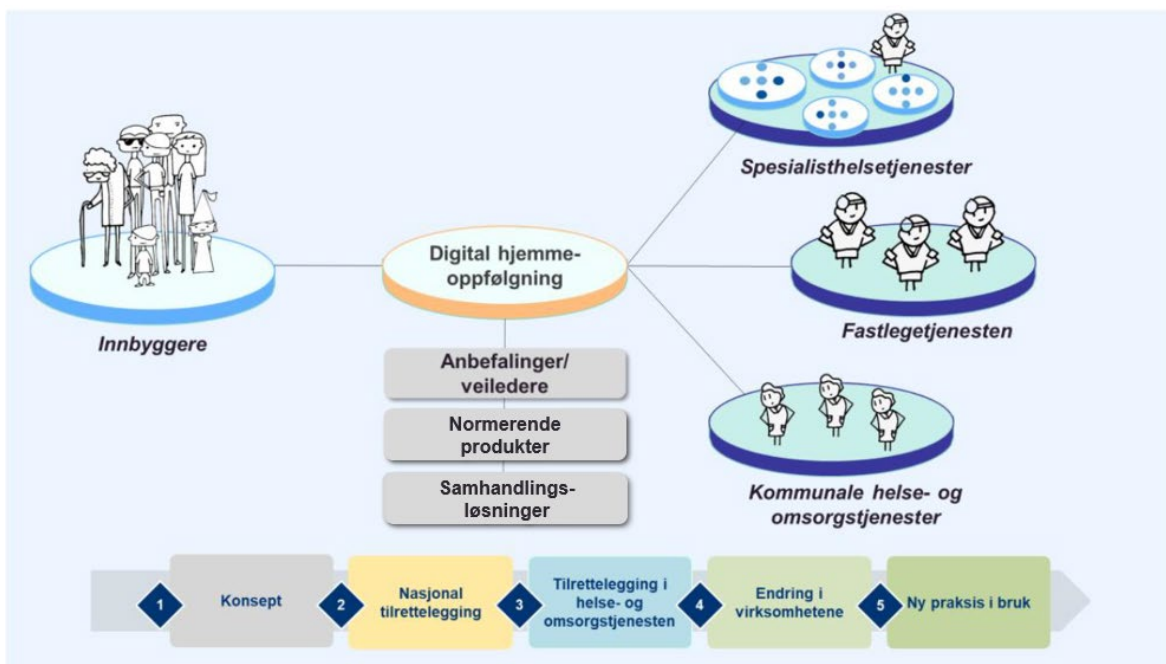 Spesialisthelsetjenester
Digital hjemme-
oppfølgning
Innbyggere
Fastlegetjenesten
Anbefalinger/
veiledere
Normerende
produkter
Samhandlings-
løsninger
Kommunale helse- og
omsorgstjenester
1
Konsept
2
Nasjonal
tilrettelegging
3
Tilrettelegging i
helse- og
omsorgstjenesten
4
Endring i
virksomhetene
5
Ny praksis i bruk